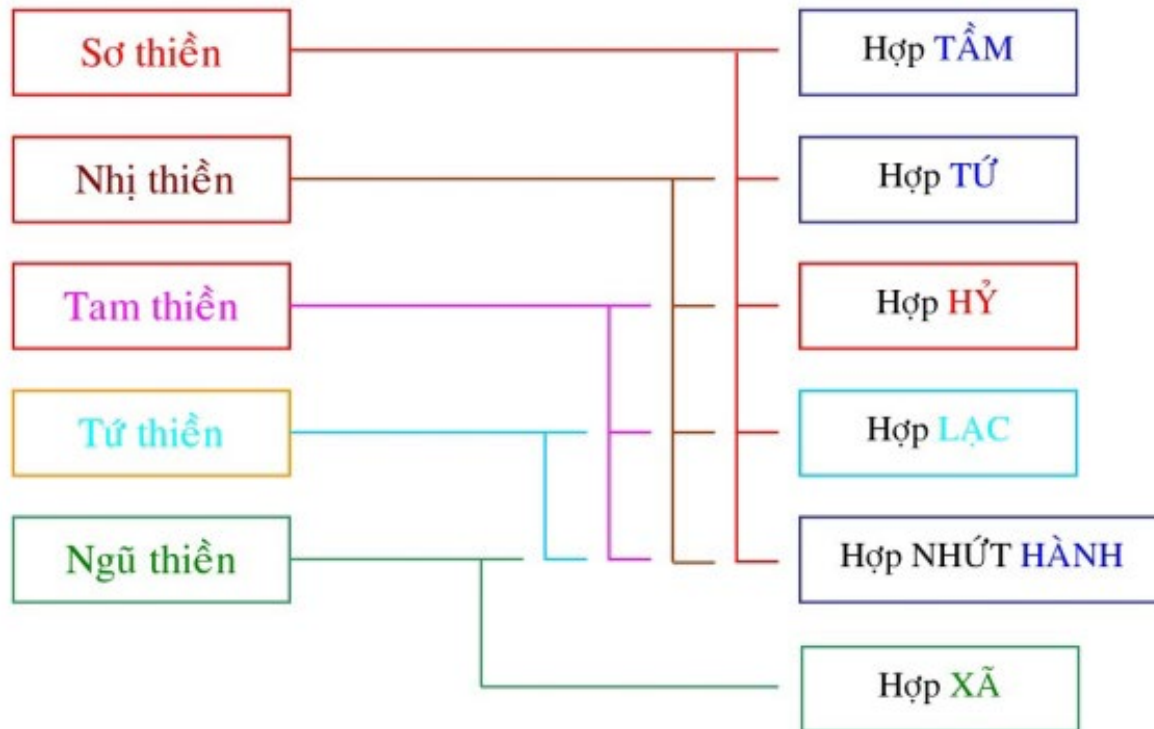 Sơ thiền
Hợp TẦM
Nhị thiền
Hợp TỨ
Tam thiền
Hợp HỶ
Tứ thiền
Hợp LẠC
Ngũ thiền
Hợp NHỨT HÀNH
Hợp XÃ